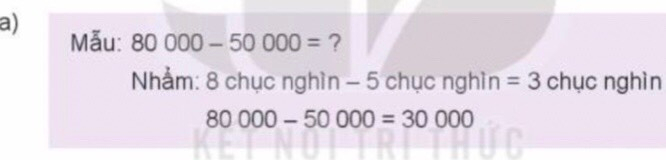 a)
Mẫu: 80 000 – 50 000 = ?
Nhẩm: 8 chục nghìn – 5 chục nghìn = 3 chục nghìn
80 000 – 50 000 = 30 000
KẾT NỐI TRI THỨC